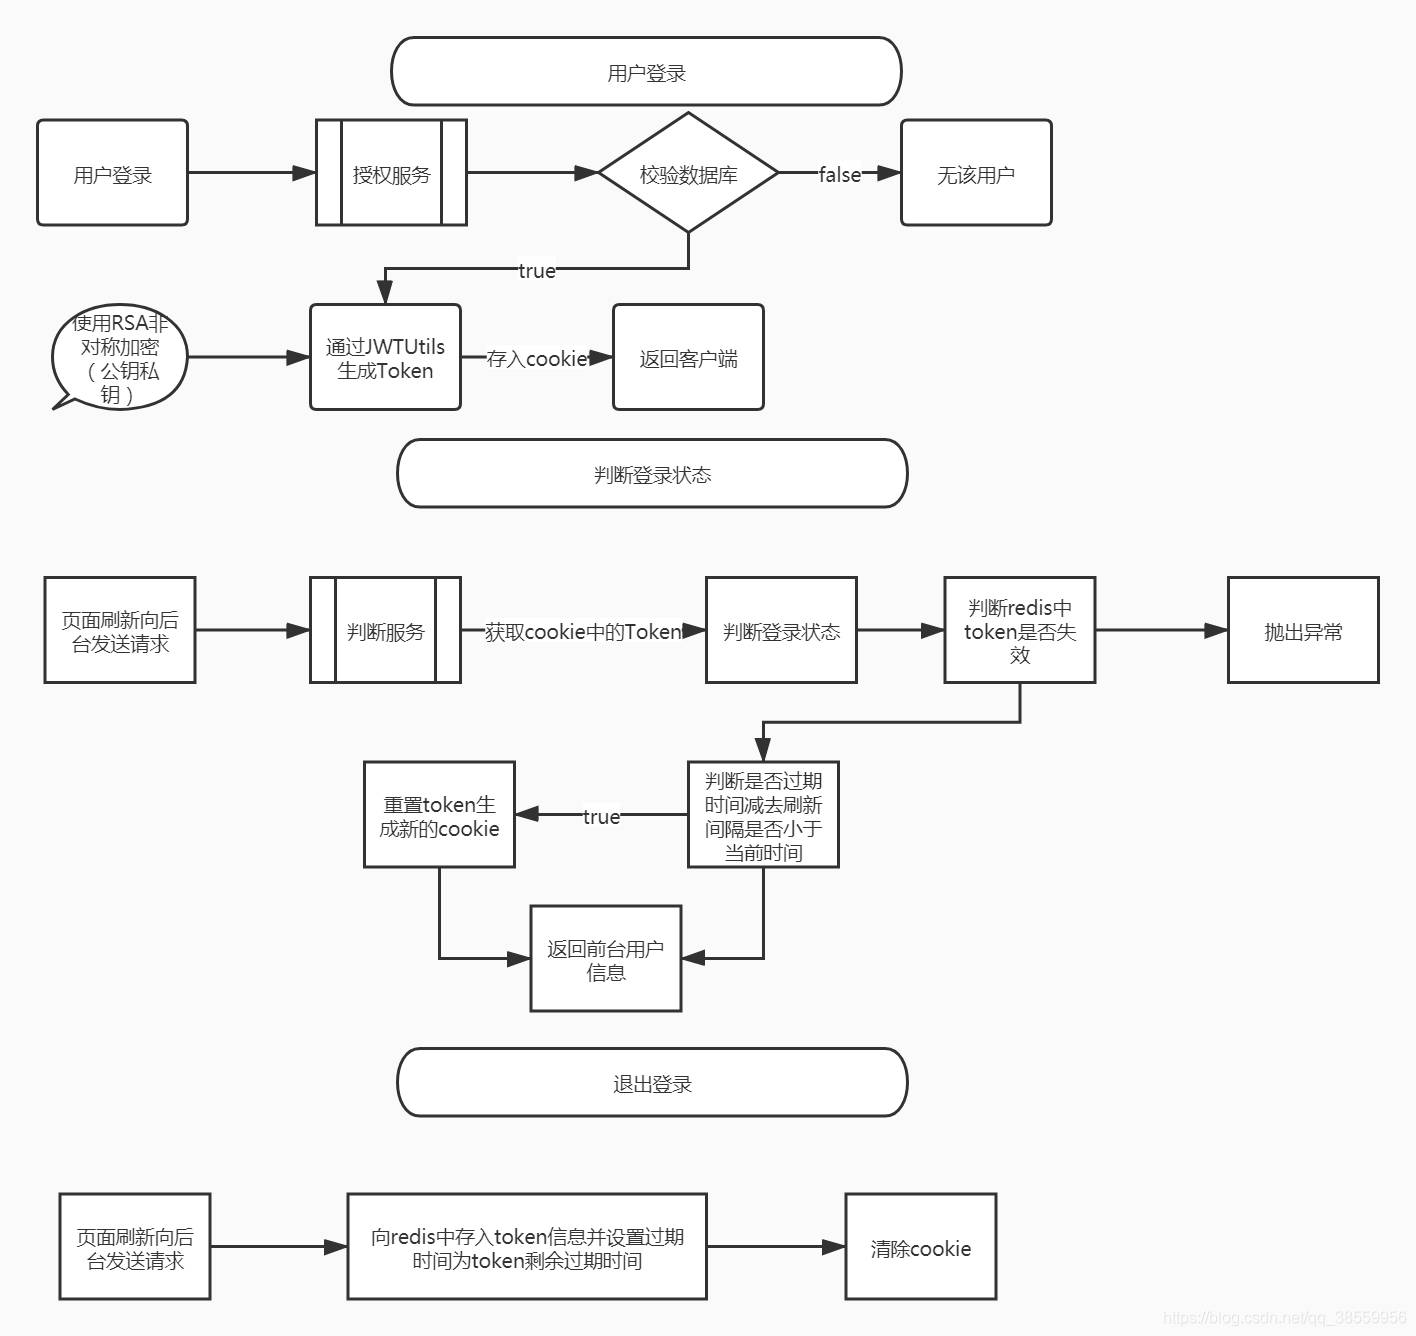 用户登录
用户登录
授权服务
校验数据库
false
无该用户
true
使用RSA非
对称加密
（公钥私
钥）
通过JWTUtils
生成Token
存入cookie
返回客户端
判断登录状态
页面刷新向后
台发送请求
判断服务
获取cookie中的Token
判断登录状态
判断redis中
token是否失
效
抛出异常
重置token生
成新的cookie
true
判断是否过期
时间减去刷新
间隔是否小于
当前时间
返回前台用户
信息
退出登录
页面刷新向后
台发送请求
向redis中存入token信息并设置过期
时间为token剩余过期时间
清除cookie
https://blog.csdn.net/qq_38559956